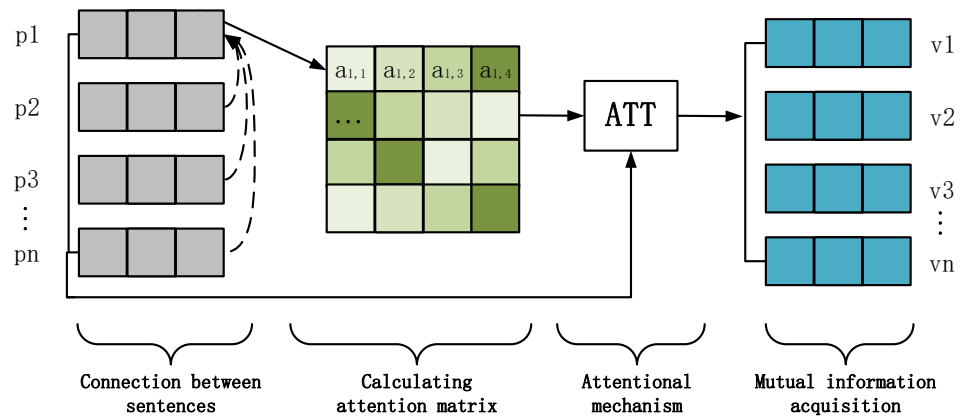 p1
p2
p3
⋮
pn
a1,1 a1,2 a1,3 a1,4
...
ATT
v1
v2
v3
⋮
vn
Connection between
sentences
Calculating
attention matrix
Attentional
mechanism
Mutual information
acquisition